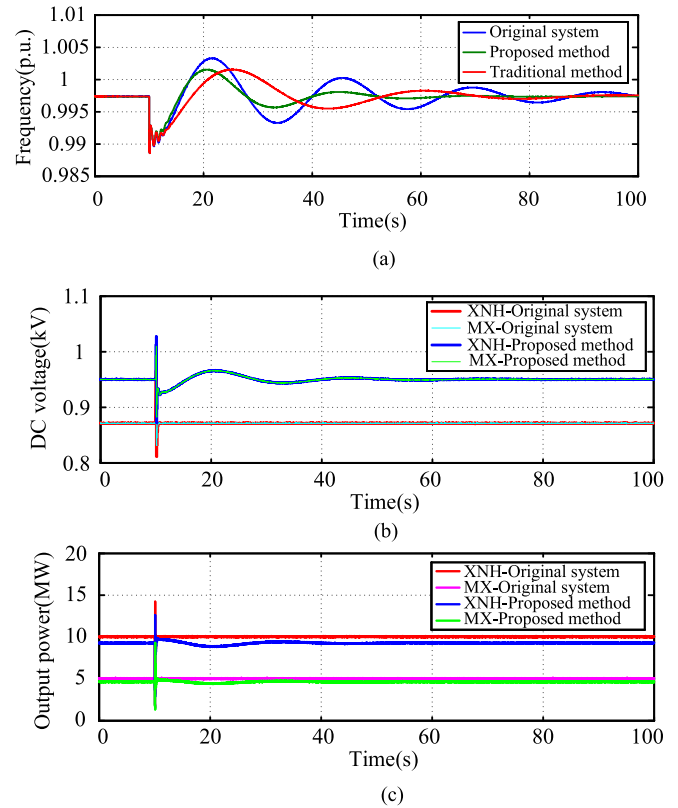 1.01
1.005
1
0.995
0.99
0.985
Frequency(p.u.)
Original system
Proposed method
Traditional method
0 20 40 60 80 100
Time(s)
(a)
1.1
1
0.9
0.8
DC voltage(kV)
XNH-Original system
MX-Original system
XNH-Proposed method
MX-Proposed method
0 20 40 60 80 100
Time(s)
(b)
20
15
10
5
0
Output power(MW)
XNH-Original system
MX-Original system
XNH-Proposed method
MX-Proposed method
0 20 40 60 80 100
Time(s)
(c)